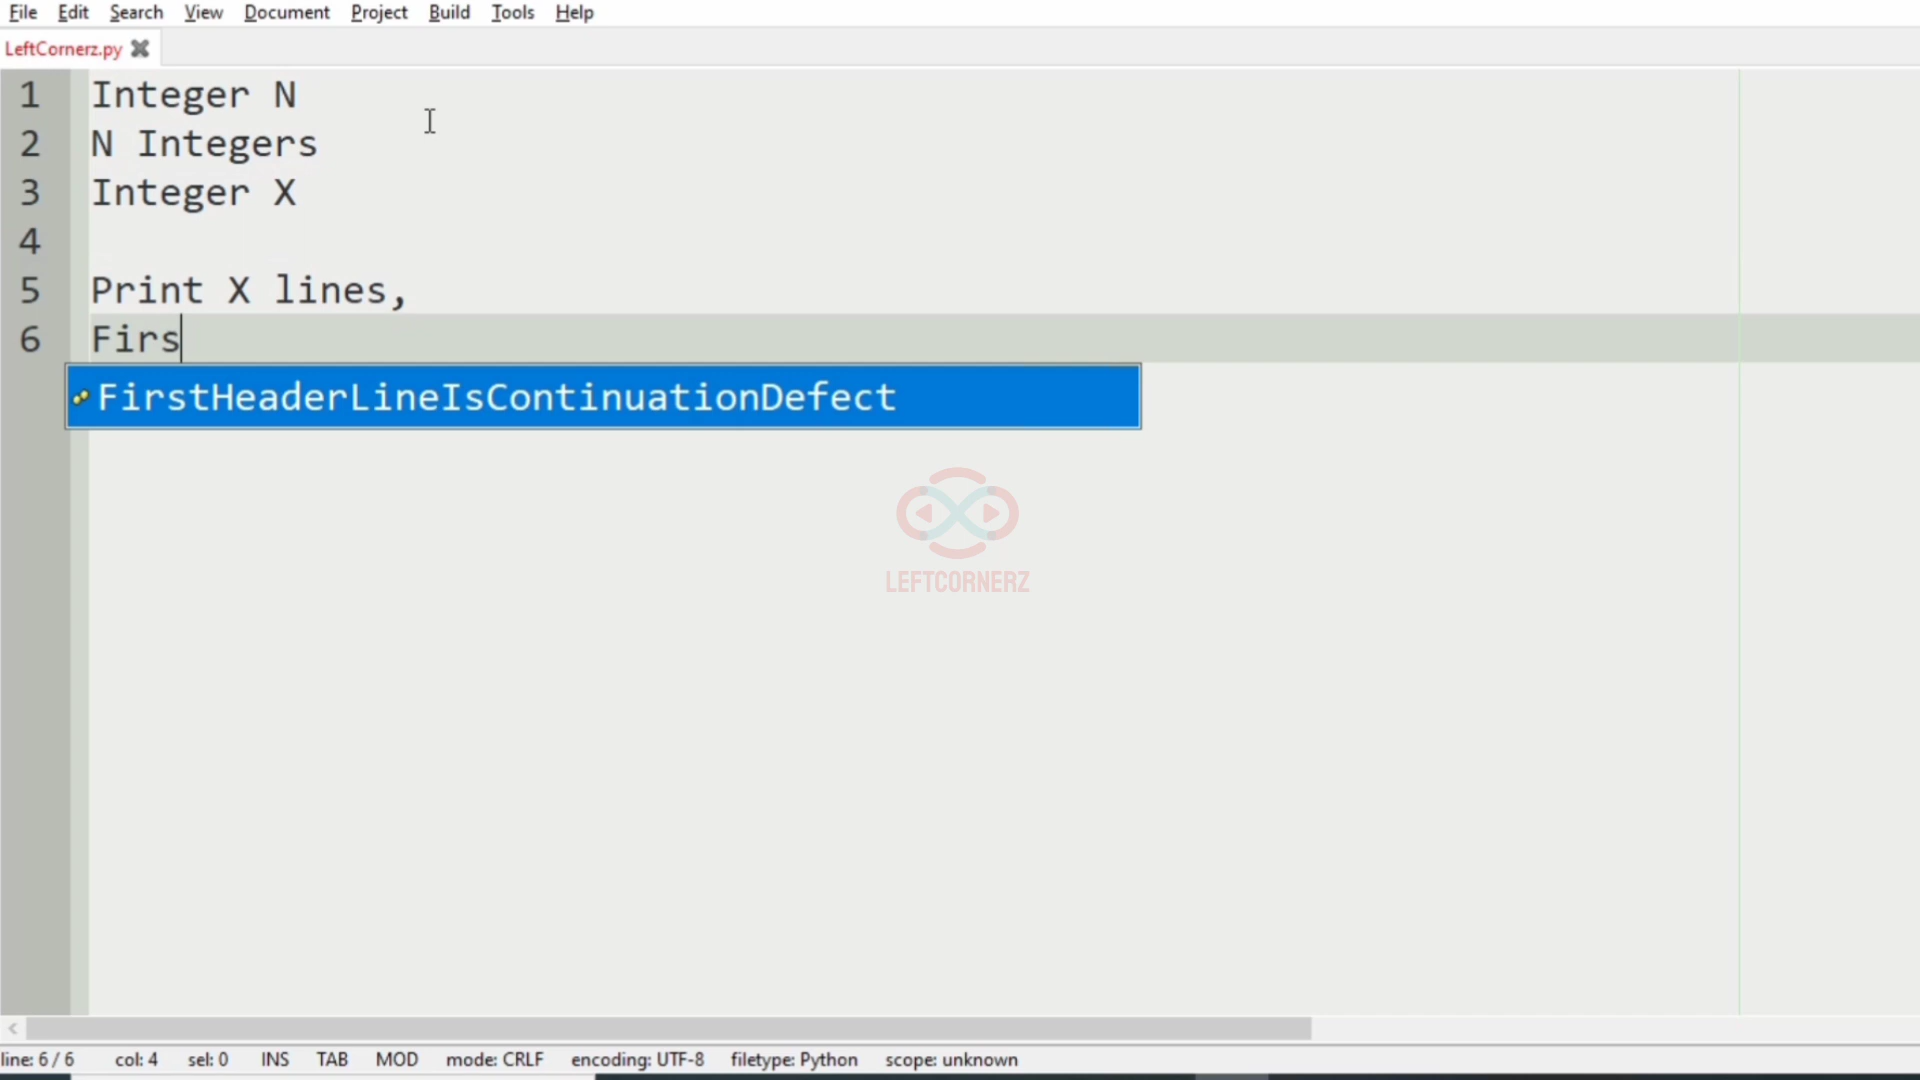 File Edit Search View Document Project Build Tools Help
LeftCornerz.py
1 Integer N
2 N Integers
3 Integer X
4
5 Print X lines,
6 Firs
FirstHeaderLineIsContinuationDefect
LEFTCORNERZ
line: 6 / 6 col: 4 sel: 0 INS TAB MOD mode: CRLF encoding: UTF-8 filetype: Python scope: unknown